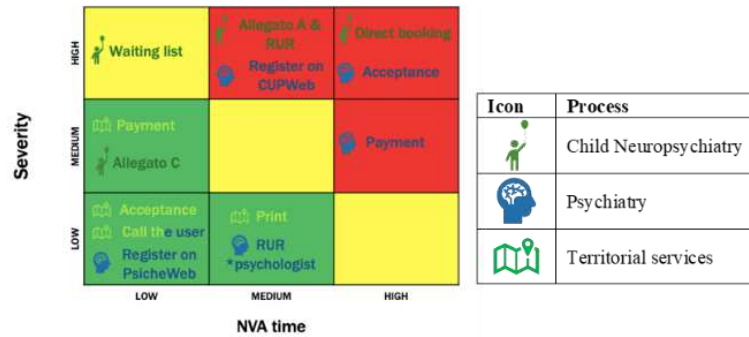 Severity
HIGH
MEDIUM
LOW
Waiting list
Allegato A &
RUR
Register on
CUPWeb
Direct booking
Acceptance
Payment
Allegato C
Payment
Acceptance
Call the user
Register on
PsicheWeb
Print
RUR
*psychologist
LOW
MEDIUM
HIGH
NVA time
Icon Process
Child Neuropsychiatry
Psychiatry
Territorial services